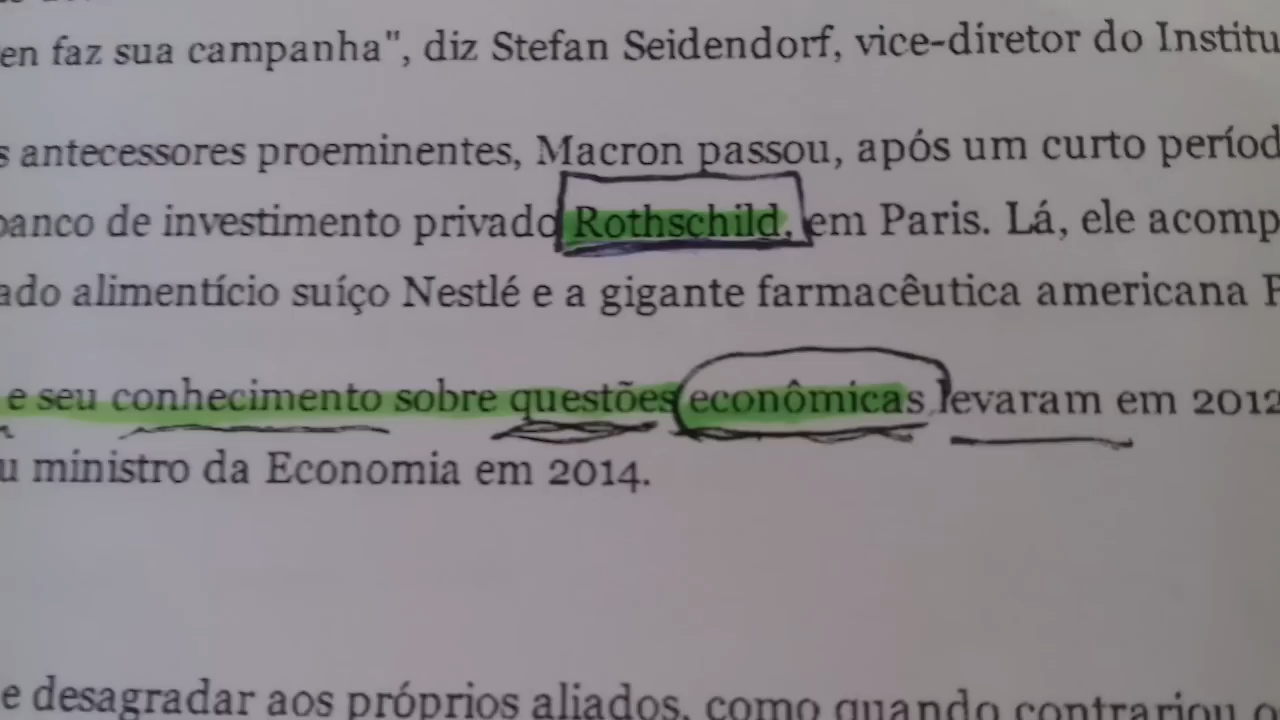 en faz sua campanha", diz Stefan Seidendorf, vice-diretor do Institu
s antecessores proeminentes, Macron passou, após um curto períod
banco de investimento privado Rothschild, em Paris. Lá, ele acomp
ado alimentício suíço Nestlé e a gigante farmacêutica americana
e seu conhecimento sobre questões econômicas levaram em 2012
u ministro da Economia em 2014.
e desagradar aos próprios aliados, como quando contrariou o